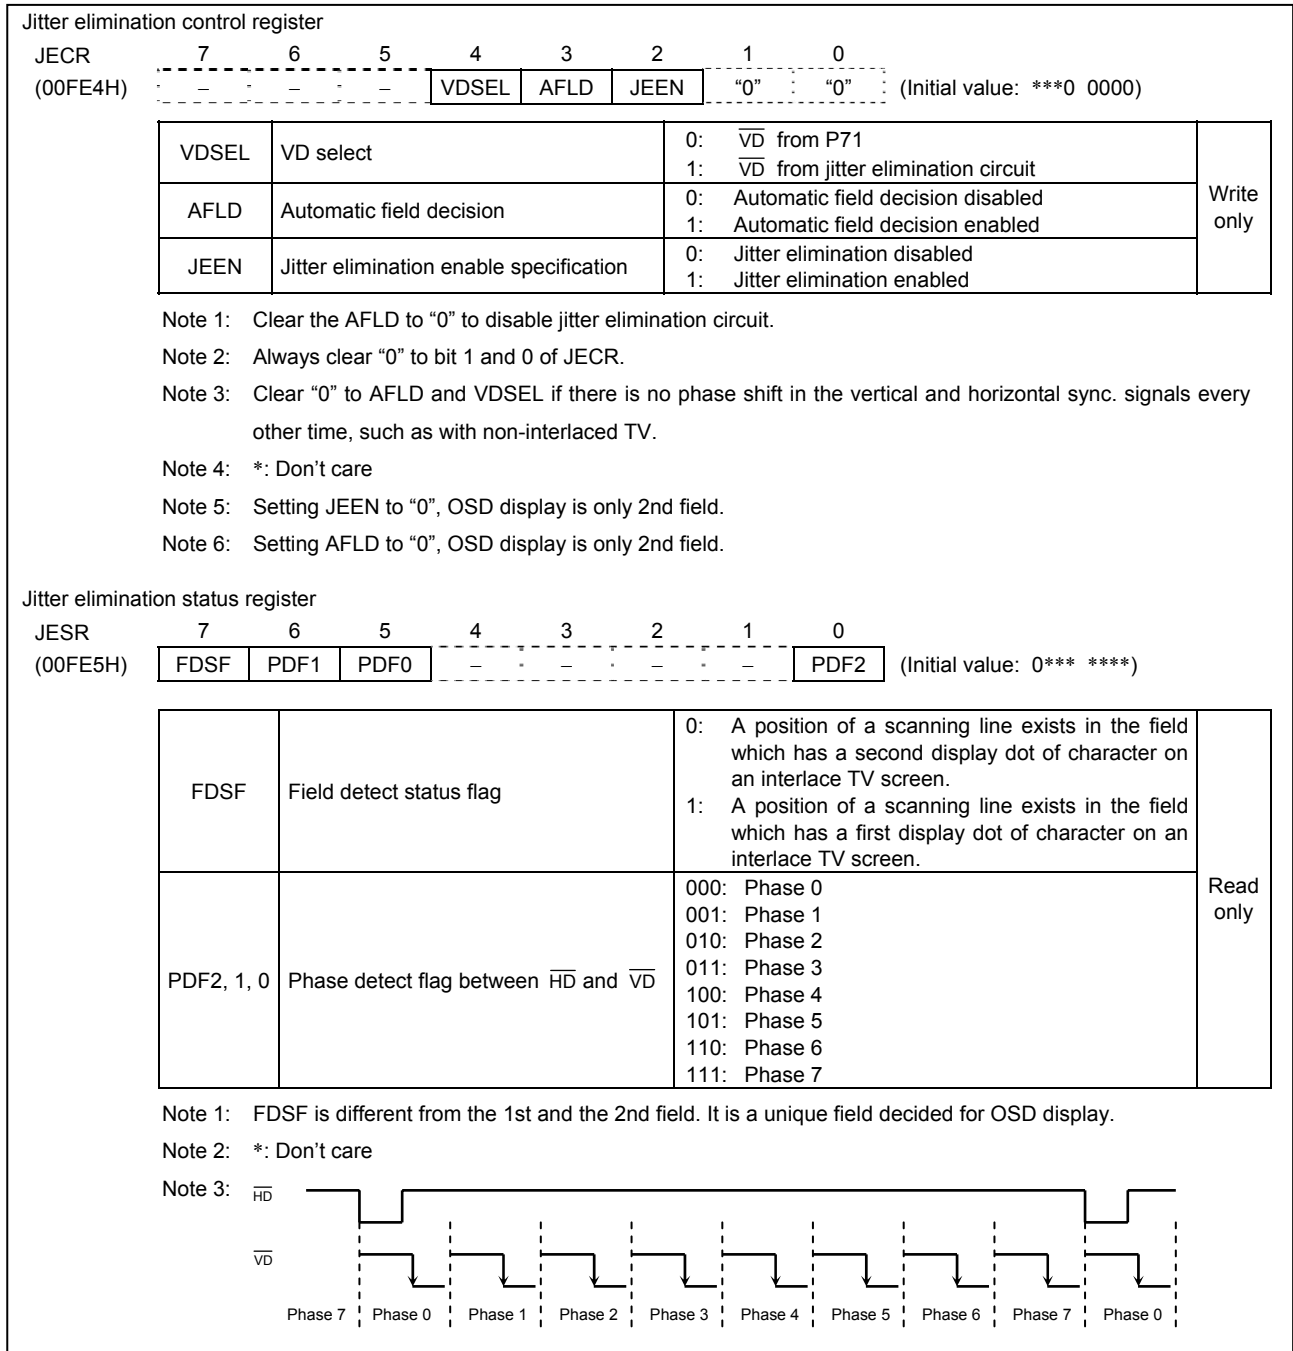 Jitter elimination control register
JECR 7 6 5 4 3 2 1 0
(00FE4H) – – – VDSEL AFLD JEEN “0” “0” (Initial value: ***0 0000)
VDSEL VD select 0: VD from P71
1: VD from jitter elimination circuit
AFLD Automatic field decision 0: Automatic field decision disabled
1: Automatic field decision enabled
JEEN Jitter elimination enable specification 0: Jitter elimination disabled
1: Jitter elimination enabled
Write
only
Note 1: Clear the AFLD to “0” to disable jitter elimination circuit.
Note 2: Always clear “0” to bit 1 and 0 of JECR.
Note 3: Clear “0” to AFLD and VDSEL if there is no phase shift in the vertical and horizontal sync. signals every
other time, such as with non-interlaced TV.
Note 4: *: Don’t care
Note 5: Setting JEEN to “0”, OSD display is only 2nd field.
Note 6: Setting AFLD to “0”, OSD display is only 2nd field.
Jitter elimination status register
JESR 7 6 5 4 3 2 1 0
(00FE5H) FDSF PDF1 PDF0 – – – – PDF2 (Initial value: 0*** ****)
FDSF Field detect status flag
0: A position of a scanning line exists in the field
which has a second display dot of character on
an interlace TV screen.
1: A position of a scanning line exists in the field
which has a first display dot of character on an
interlace TV screen.
PDF2, 1, 0 Phase detect flag between HD and VD
000: Phase 0
001: Phase 1
010: Phase 2
011: Phase 3
100: Phase 4
101: Phase 5
110: Phase 6
111: Phase 7
Read
only
Note 1: FDSF is different from the 1st and the 2nd field. It is a unique field decided for OSD display.
Note 2: *: Don’t care
Note 3: HD
VD
Phase 7 Phase 0 Phase 1 Phase 2 Phase 3 Phase 4 Phase 5 Phase 6 Phase 7 Phase 0